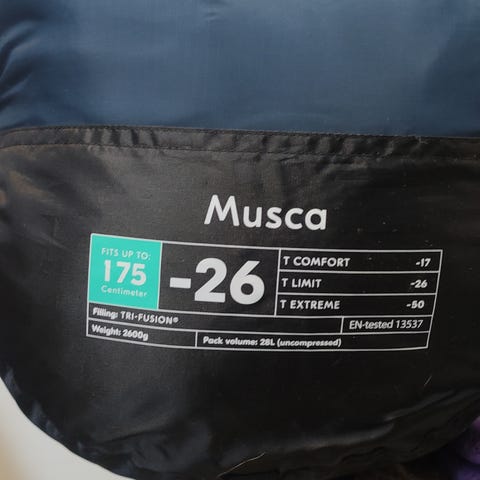 Musca
FITS UP TO:
175
Centimeter
-26
T COMFORT -17
T LIMIT -26
T EXTREME -50
Filling: TRI-FUSION®
EN-tested 13537
Weight: 2600g
Pack volume: 28L (uncompressed)